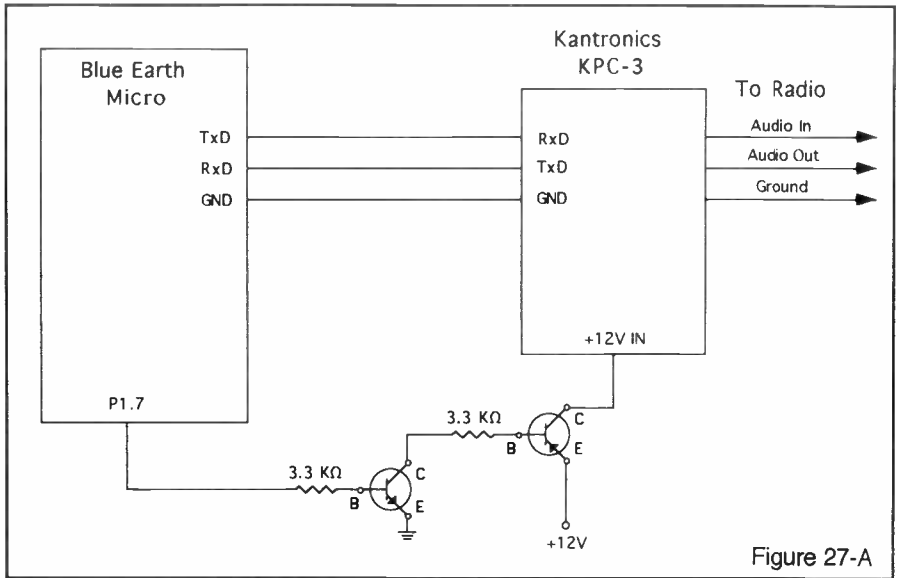 Blue Earth
Micro
Kantronics
KPC-3
To Radio
TxD
RxD
GND
RxD
TxD
GND
Audio In
Audio Out
Ground
+12V IN
P1.7
3.3 KΩ
B
C
E
3.3 KΩ
B
C
E
+12V
Figure 27-A